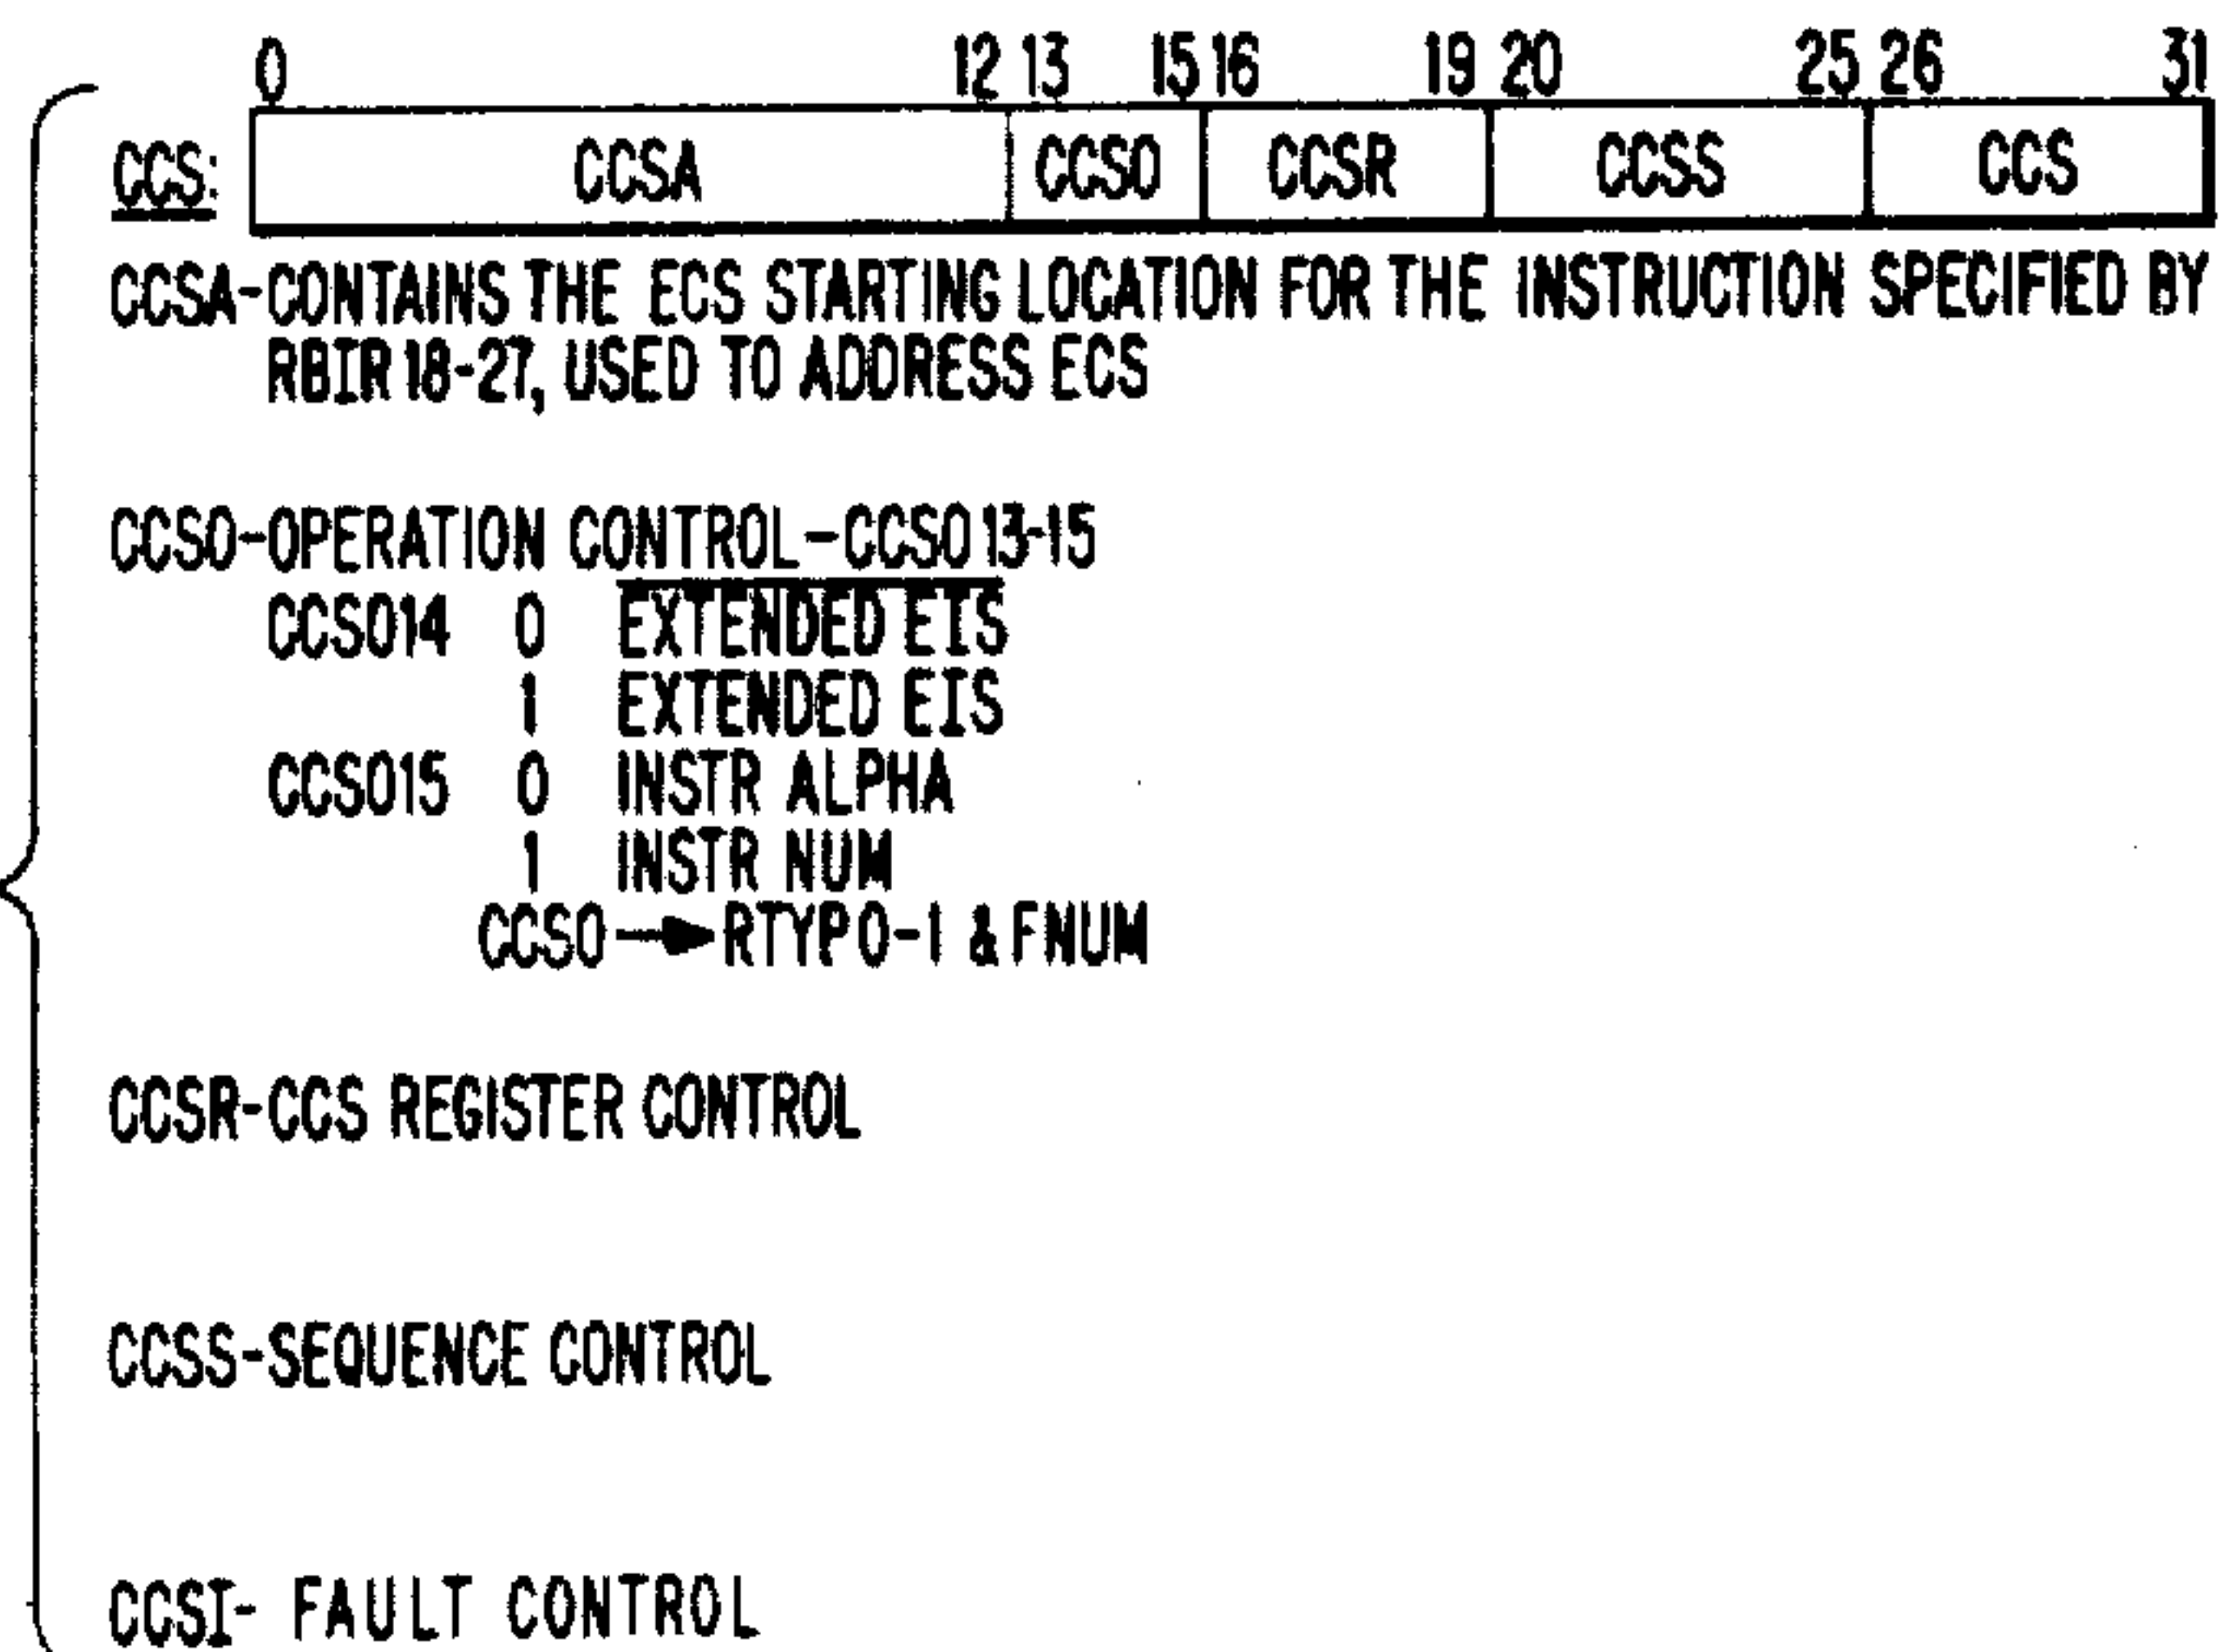 0 12 13 15 16 19 20 25 26 31
CCS: CCSA CCSO CCSR CCSS CCS
CCSA-CONTAINS THE ECS STARTING LOCATION FOR THE INSTRUCTION SPECIFIED BY
RBIR 18-27, USED TO ADDRESS ECS
CCSO-OPERATION CONTROL-CCSO 13-15
CCSO14 0 EXTENDED EIS
1 EXTENDED EIS
CCSO15 0 INSTR ALPHA
1 INSTR NUM
CCSO→RTYP 0-1 & FNUM
CCSR-CCS REGISTER CONTROL
CCSS-SEQUENCE CONTROL
CCSI- FAULT CONTROL